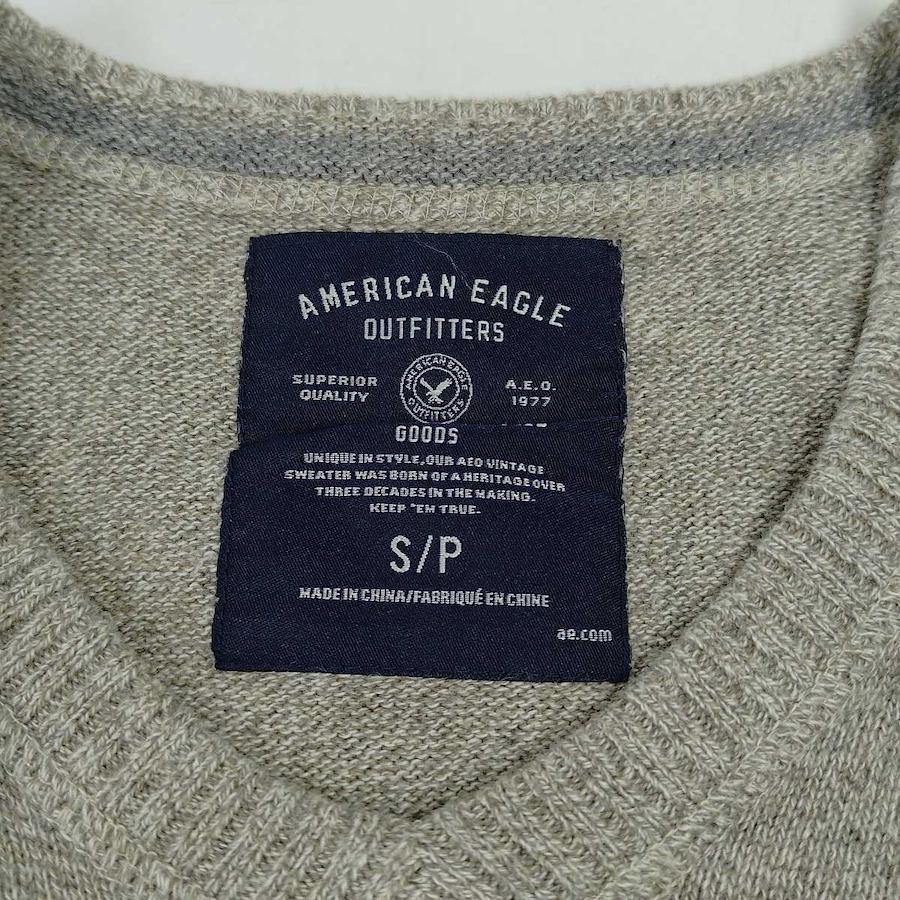 AMERICAN EAGLE
OUTFITTERS
SUPERIOR
QUALITY
AMERICAN EAGLE
OUTFITTERS
A.E.O.
1977
GOODS
UNIQUE IN STYLE, OUR AEO VINTAGE
SWEATER WAS BORN OF A HERITAGE OVER
THREE DECADES IN THE MAKING.
KEEP 'EM TRUE.
S/P
MADE IN CHINA/FABRIQUÉ EN CHINE
ae.com